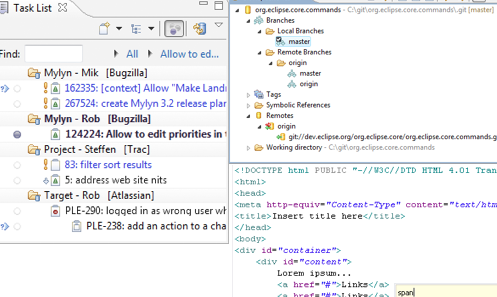 Task List
Find:
All
Allow to ed...
Mylyn - Mik [Bugzilla]
162335: [context] Allow "Make Landm
267524: create Mylyn 3.2 release plan
Mylyn - Rob [Bugzilla]
124224: Allow to edit priorities in t
Project - Steffen [Trac]
83: filter sort results
5: address web site nits
Target - Rob [Atlassian]
PLE-290: logged in as wrong user wh
PLE-238: add an action to a cha
org.eclipse.core.commands - C:\git\org.eclipse.core.commands\.git [master]
Branches
Local Branches
master
Remote Branches
origin
master
origin
Tags
Symbolic References
Remotes
origin
git://dev.eclipse.org/org.eclipse.core/org.eclipse.core.commands.g
Working directory - C:\git\org.eclipse.core.commands
<!DOCTYPE html PUBLIC "-//W3C//DTD HTML 4.01 Tran
<html>
<head>
<meta http-equiv="Content-Type" content="text/htm
<title>Insert title here</title>
</head>
<body>
<div id="container">
<div id="content">
Lorem ipsum...
<a href="#">Links</a>
<a href="#">Links</a>
span